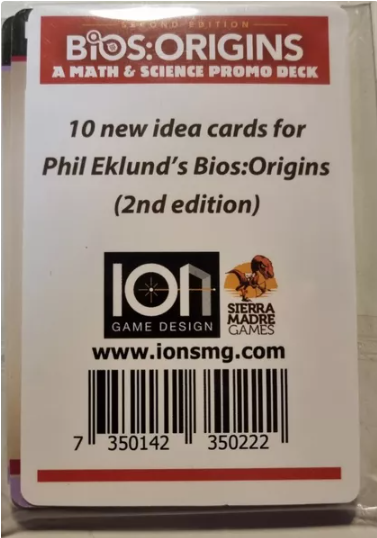 SECOND EDITION
BIOS:ORIGINS
A MATH & SCIENCE PROMO DECK
10 new idea cards for
Phil Eklund's Bios:Origins
(2nd edition)
ION
GAME DESIGN
SIERRA
MADRE
GAMES
www.ionsmg.com
7 350142 350222